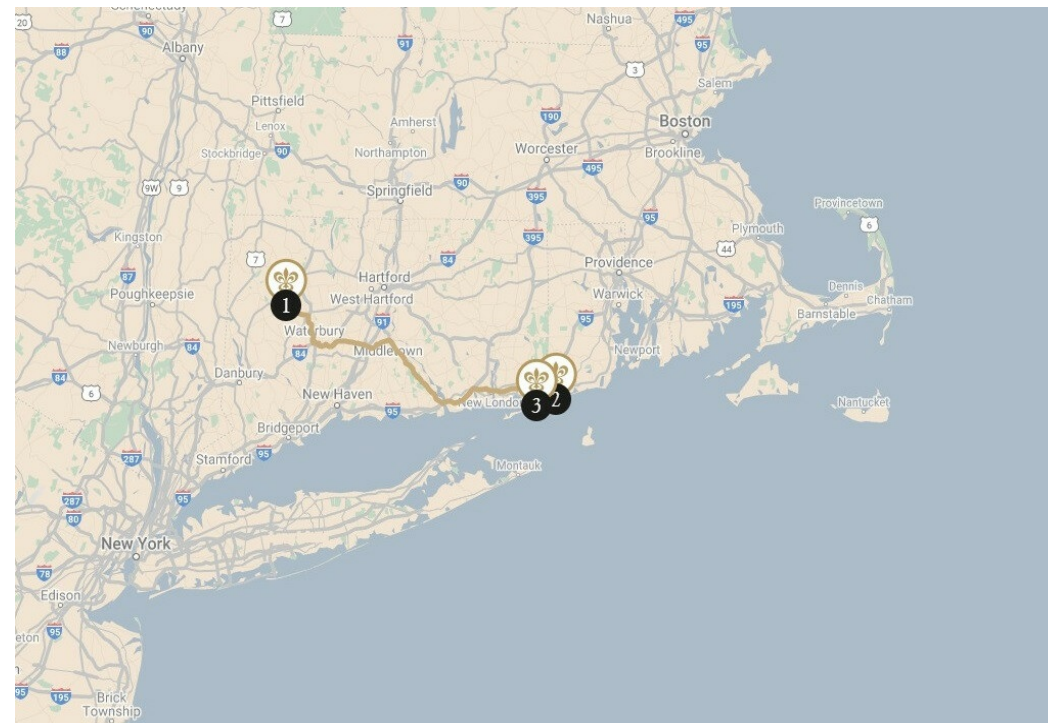 Schenectady
20
7
90
Nashua
495
88
Albany
91
95
3
Salem
Pittsfield
190
Boston
Lenox
Amherst
Worcester
Brookline
Stockbridge
90
Northampton
495
9W
9
Springfield
90
395
95
Provincetown
Kingston
395
Plymouth
6
44
7
84
Providence
87
Hartford
Poughkeepsie
West Hartford
Warwick
195
Dennis
Chatham
1
Barnstable
91
95
Waterbury
Newburgh
84
84
Middletown
Newport
84
Danbury
6
New Haven
95
New London
3
2
Nantucket
Bridgeport
287
Stamford
95
Montauk
287
95
80
New York
78
Edison
95
95
195
Brick
Township